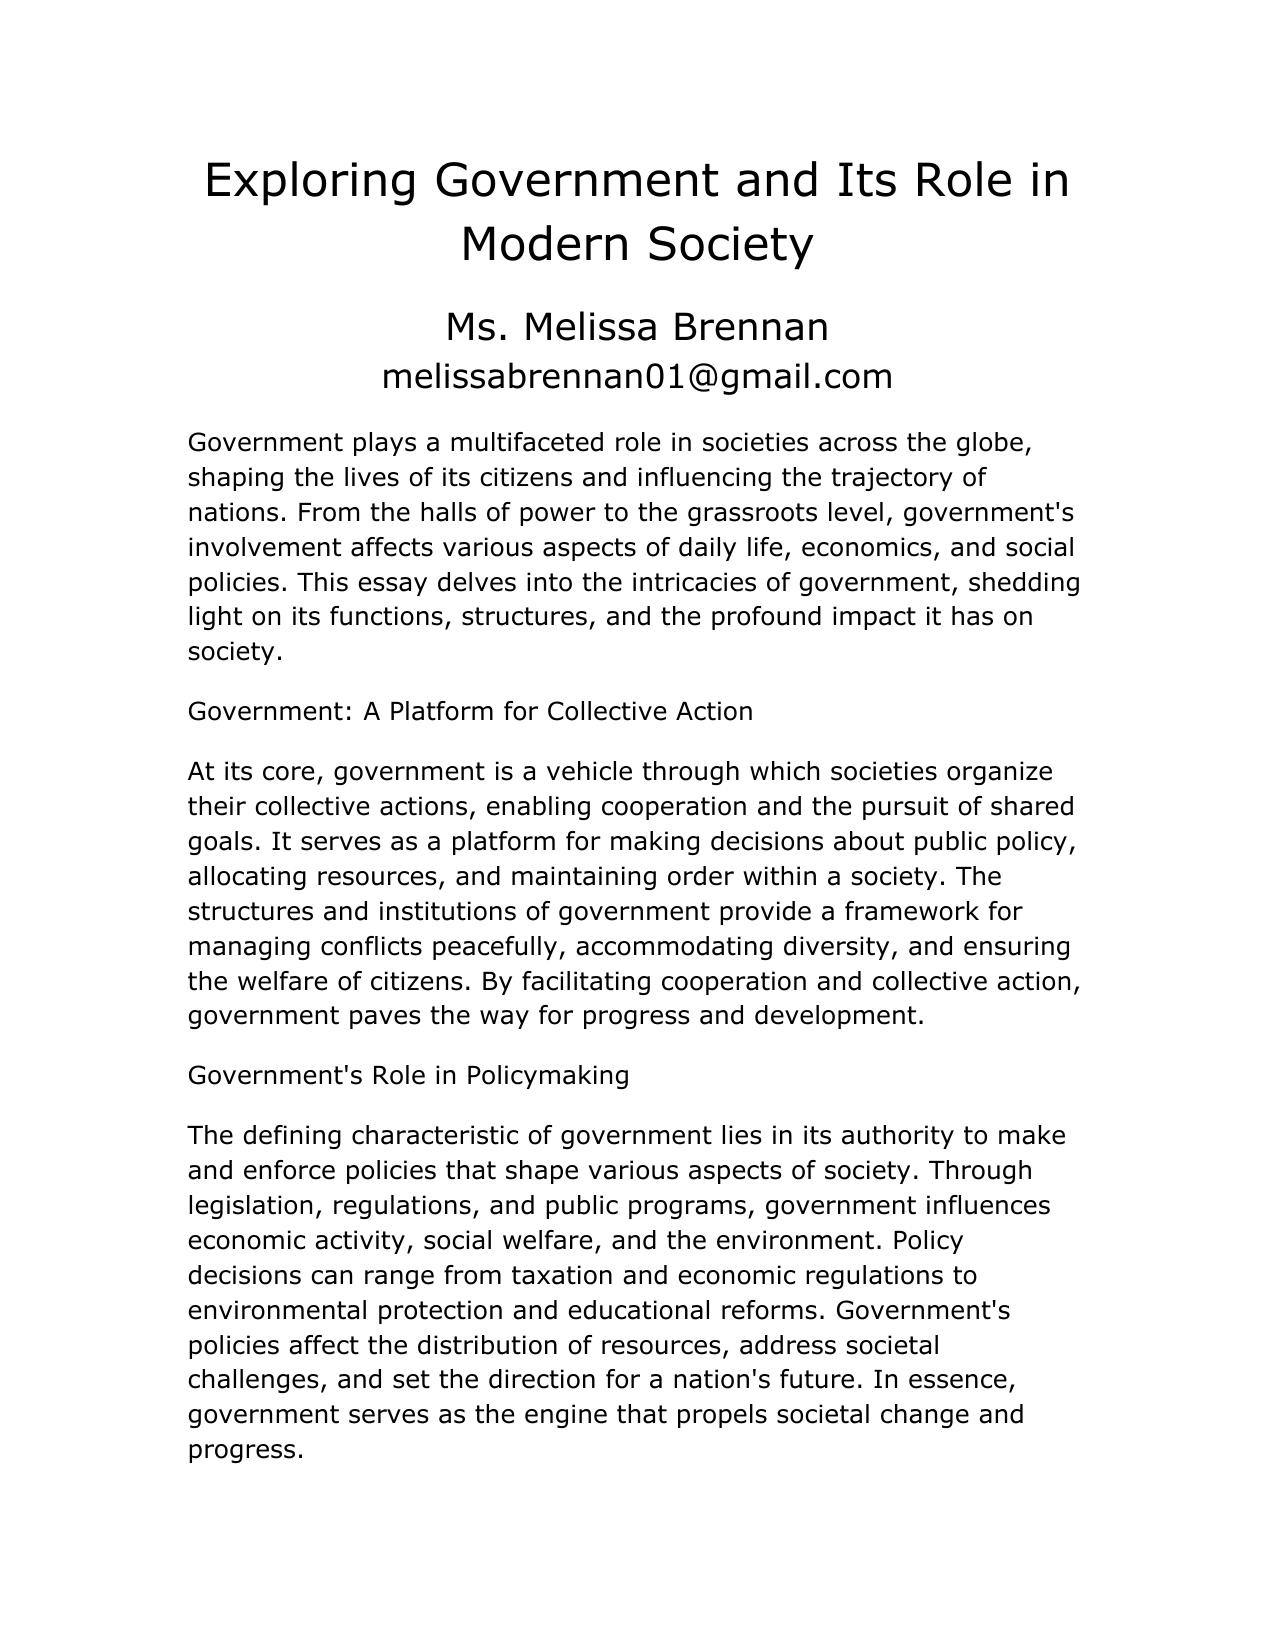 Exploring Government and Its Role in
Modern Society
Ms. Melissa Brennan
melissabrennan01@gmail.com
Government plays a multifaceted role in societies across the globe,
shaping the lives of its citizens and influencing the trajectory of
nations. From the halls of power to the grassroots level, government's
involvement affects various aspects of daily life, economics, and social
policies. This essay delves into the intricacies of government, shedding
light on its functions, structures, and the profound impact it has on
society.
Government: A Platform for Collective Action
At its core, government is a vehicle through which societies organize
their collective actions, enabling cooperation and the pursuit of shared
goals. It serves as a platform for making decisions about public policy,
allocating resources, and maintaining order within a society. The
structures and institutions of government provide a framework for
managing conflicts peacefully, accommodating diversity, and ensuring
the welfare of citizens. By facilitating cooperation and collective action,
government paves the way for progress and development.
Government's Role in Policymaking
The defining characteristic of government lies in its authority to make
and enforce policies that shape various aspects of society. Through
legislation, regulations, and public programs, government influences
economic activity, social welfare, and the environment. Policy
decisions can range from taxation and economic regulations to
environmental protection and educational reforms. Government's
policies affect the distribution of resources, address societal
challenges, and set the direction for a nation's future. In essence,
government serves as the engine that propels societal change and
progress.